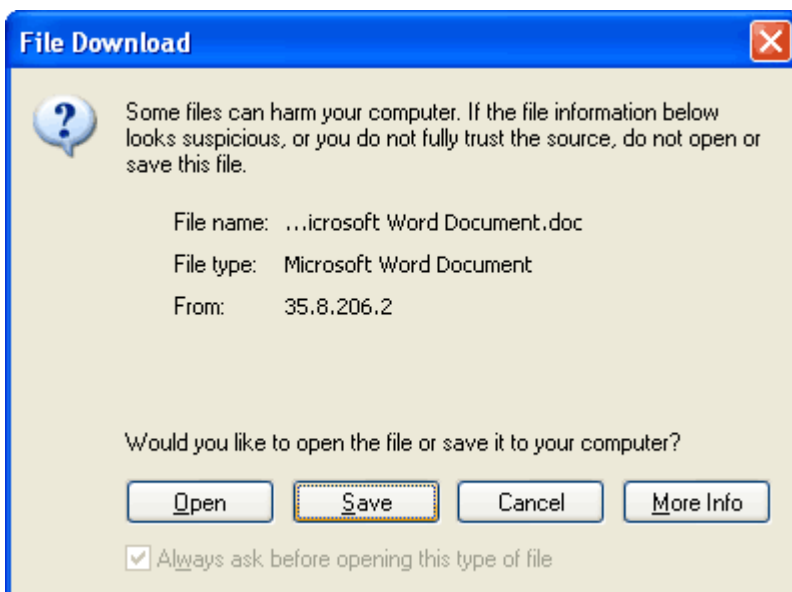 File Download
Some files can harm your computer. If the file information below
looks suspicious, or you do not fully trust the source, do not open or
save this file.
File name: ...icrosoft Word Document.doc
File type: Microsoft Word Document
From: 35.8.206.2
Would you like to open the file or save it to your computer?
Open Save Cancel More Info
Always ask before opening this type of file